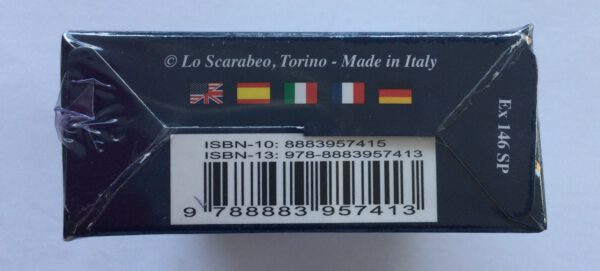 © Lo Scarabeo, Torino - Made in Italy
Ex 146 SP
ISBN-10: 8883957415
ISBN-13: 978-8883957413
9 788883 957413